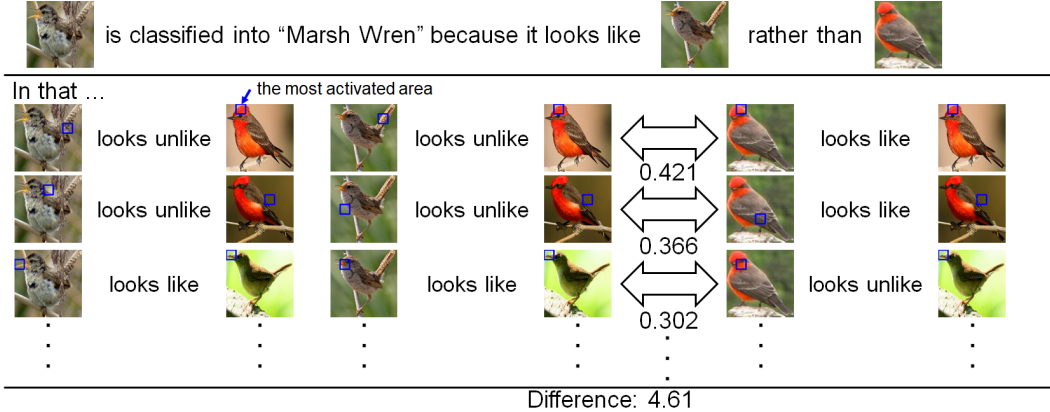 is classified into “Marsh Wren” because it looks like rather than
In that ...
the most activated area
looks unlike looks unlike looks like
0.421
looks unlike looks unlike looks like
0.366
looks like looks like looks unlike
0.302
Difference: 4.61